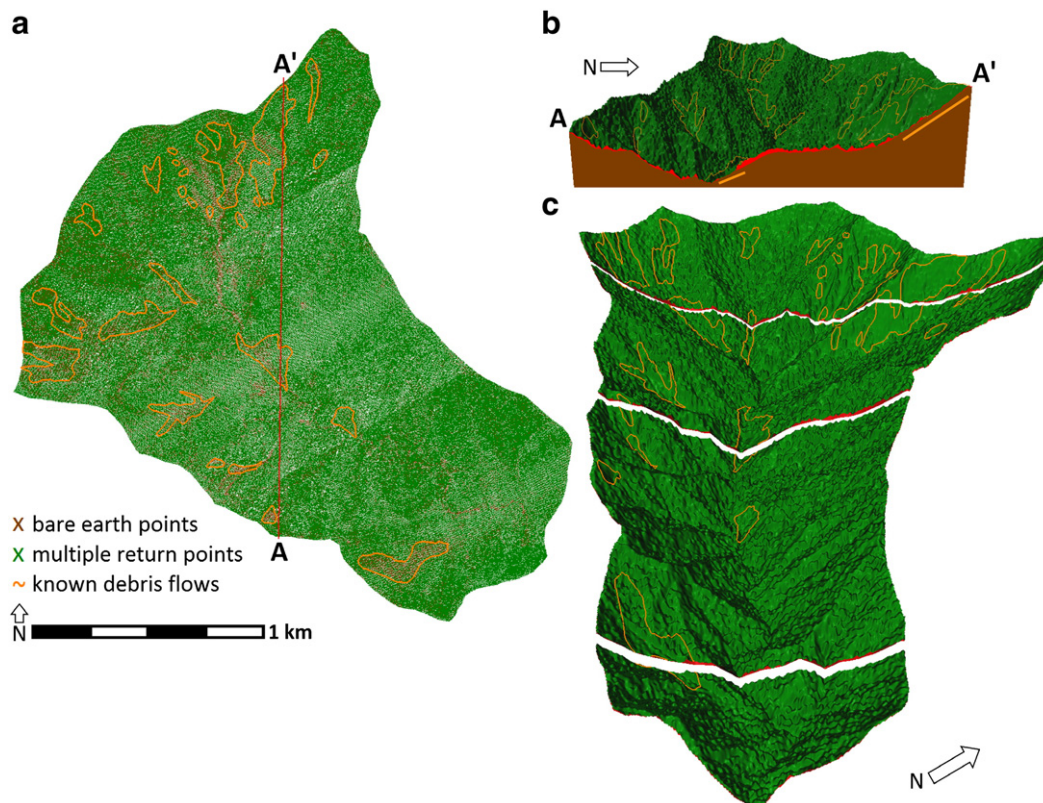 a
A'
A
x bare earth points
x multiple return points
~ known debris flows
N
1 km
b
N
A
A'
c
N